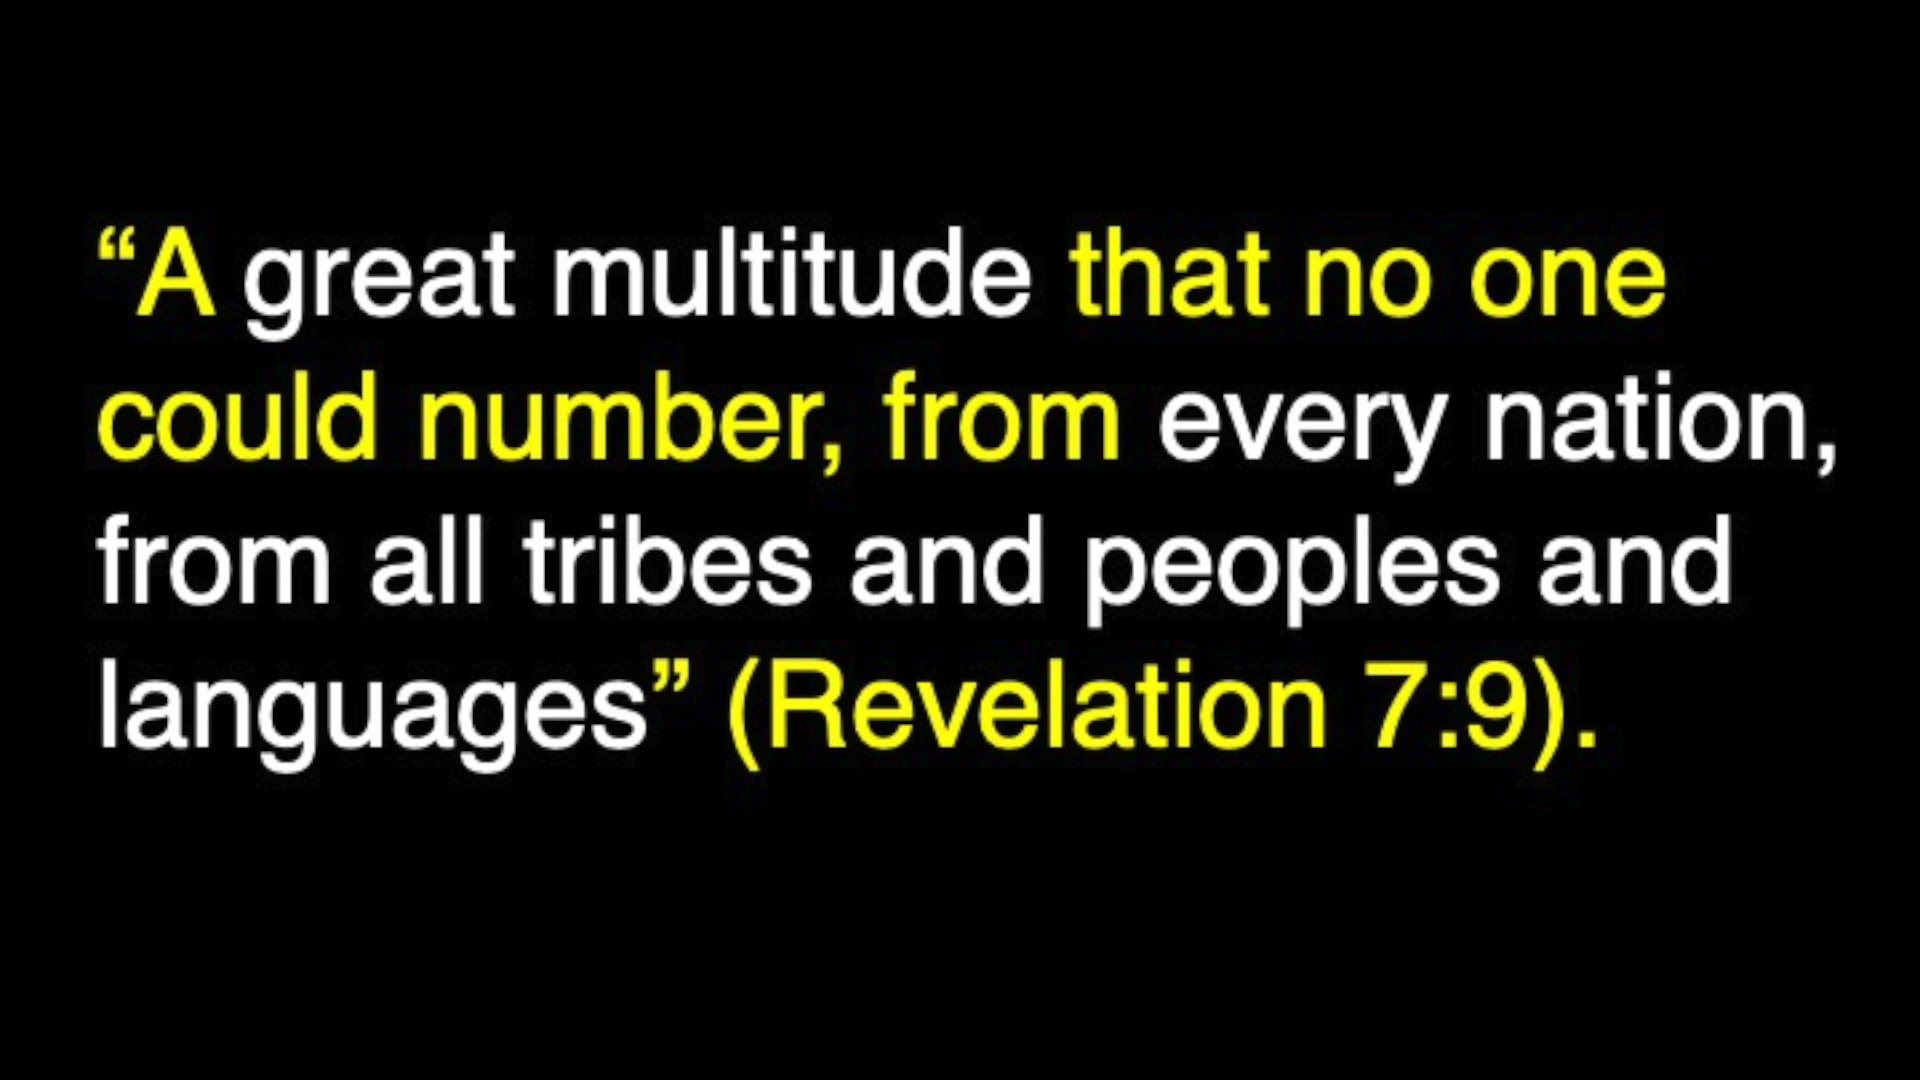 “A great multitude that no one
could number, from every nation,
from all tribes and peoples and
languages” (Revelation 7:9).